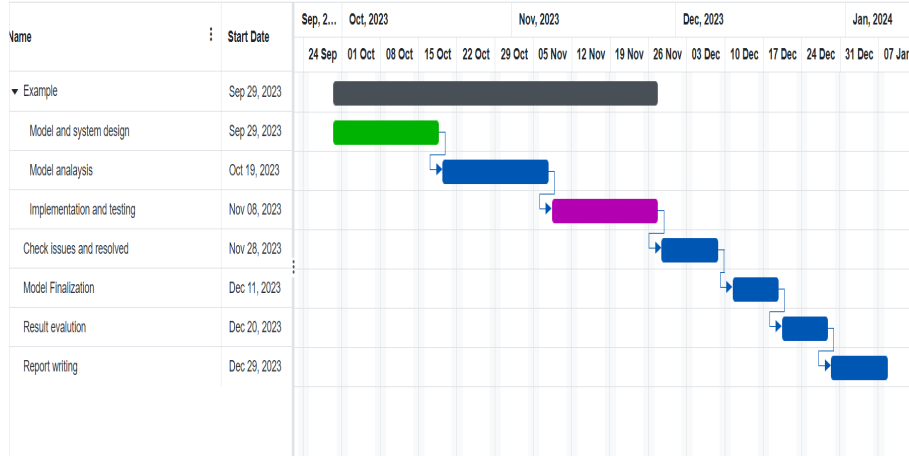 Sep, 2... Oct, 2023 Nov, 2023 Dec, 2023 Jan, 2024
Name Start Date
24 Sep 01 Oct 08 Oct 15 Oct 22 Oct 29 Oct 05 Nov 12 Nov 19 Nov 26 Nov 03 Dec 10 Dec 17 Dec 24 Dec 31 Dec 07 Jan
Example Sep 29, 2023
Model and system design Sep 29, 2023
Model analaysis Oct 19, 2023
Implementation and testing Nov 08, 2023
Check issues and resolved Nov 28, 2023
Model Finalization Dec 11, 2023
Result evalution Dec 20, 2023
Report writing Dec 29, 2023